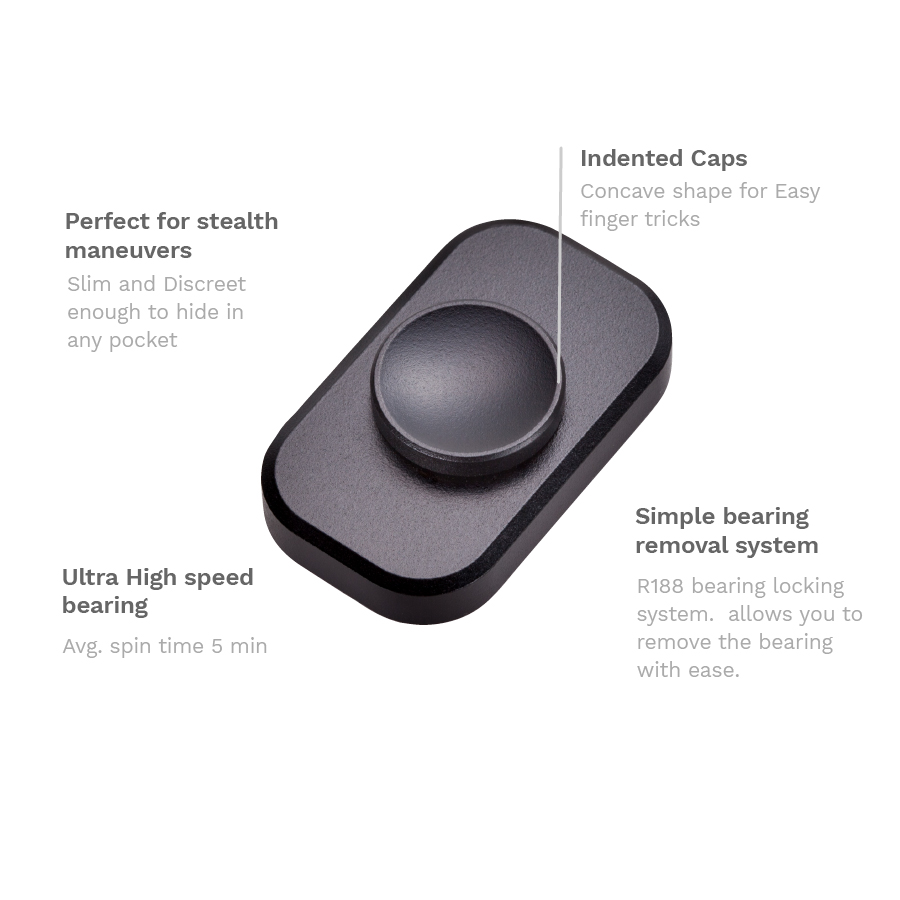 Indented Caps
Concave shape for Easy
finger tricks
Perfect for stealth
maneuvers
Slim and Discreet
enough to hide in
any pocket
Simple bearing
removal system
R188 bearing locking
system.  allows you to
remove the bearing
with ease.
Ultra High speed
bearing
Avg. spin time 5 min